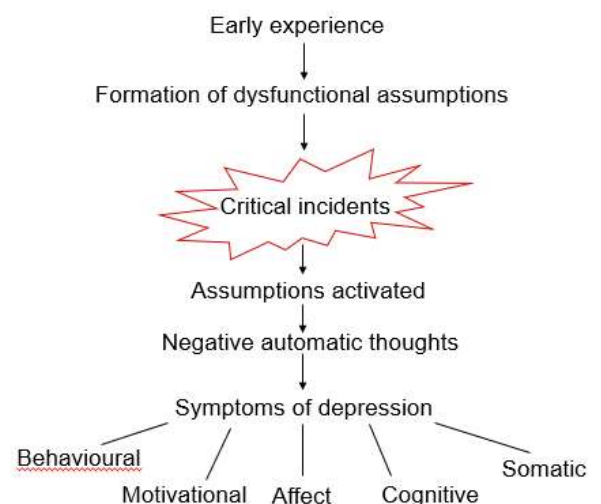 Early experience
Formation of dysfunctional assumptions
Critical incidents
Assumptions activated
Negative automatic thoughts
Symptoms of depression
Behavioural
Somatic
Motivational Affect Cognitive